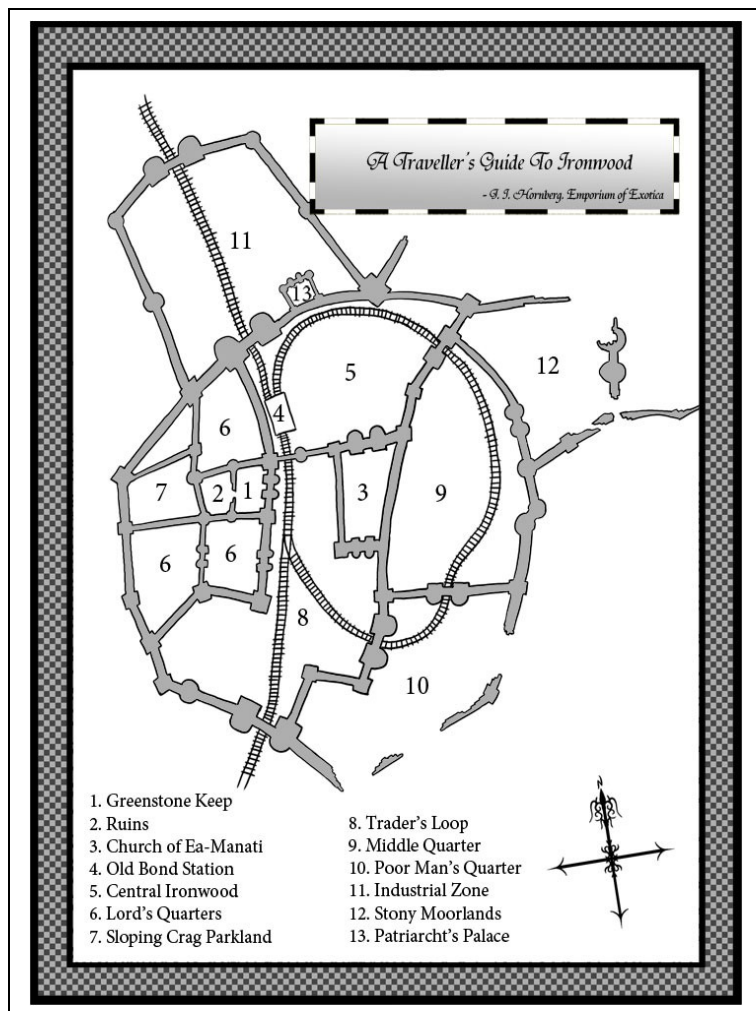 A Traveller's Guide To Ironwood
- G. I. Hornberg. Emporium of Exotica
11
13
12
5
4
6
7
2
1
3
9
6
6
8
10
N
1. Greenstone Keep
2. Ruins
3. Church of Ea-Manati
4. Old Bond Station
5. Central Ironwood
6. Lord's Quarters
7. Sloping Crag Parkland
8. Trader's Loop
9. Middle Quarter
10. Poor Man's Quarter
11. Industrial Zone
12. Stony Moorlands
13. Patriarcht's Palace